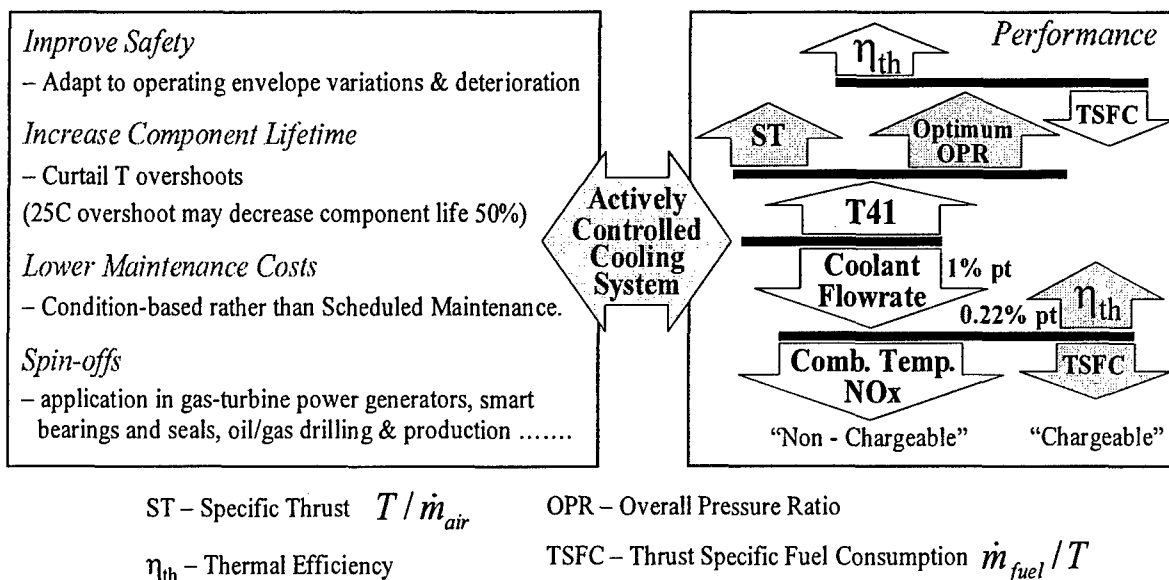 Improve Safety
– Adapt to operating envelope variations & deterioration
Increase Component Lifetime
– Curtail T overshoots
(25C overshoot may decrease component life 50%)
Lower Maintenance Costs
– Condition-based rather than Scheduled Maintenance.
Spin-offs
– application in gas-turbine power generators, smart
bearings and seals, oil/gas drilling & production .......
Actively
Controlled
Cooling
System
Performance
ηth
TSFC
ST
Optimum
OPR
T41
Coolant
Flowrate
1% pt
0.22% pt
ηth
Comb. Temp.
NOx
TSFC
“Non - Chargeable”
“Chargeable”
ST – Specific Thrust T / ṁair
OPR – Overall Pressure Ratio
ηth – Thermal Efficiency
TSFC – Thrust Specific Fuel Consumption ṁfuel / T